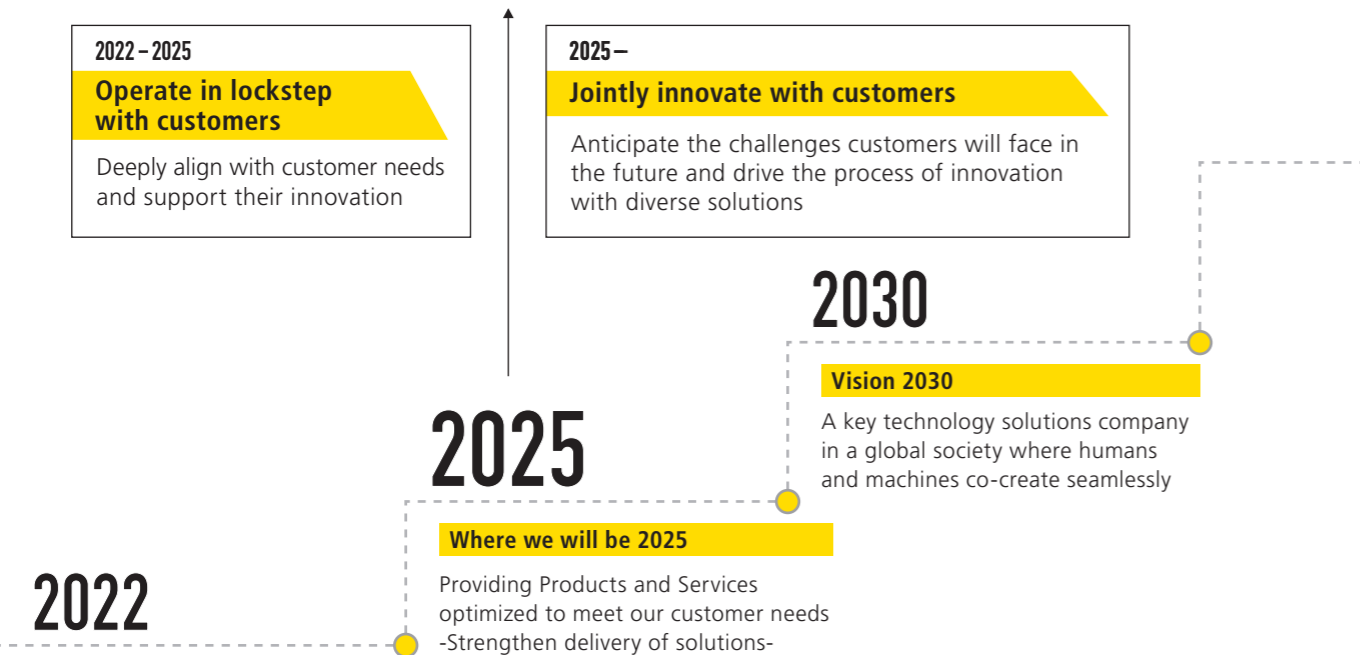 2022 – 2025
Operate in lockstep
with customers
Deeply align with customer needs
and support their innovation
2025 –
Jointly innovate with customers
Anticipate the challenges customers will face in
the future and drive the process of innovation
with diverse solutions
2030
Vision 2030
A key technology solutions company
in a global society where humans
and machines co-create seamlessly
2025
Where we will be 2025
Providing Products and Services
optimized to meet our customer needs
-Strengthen delivery of solutions-
2022